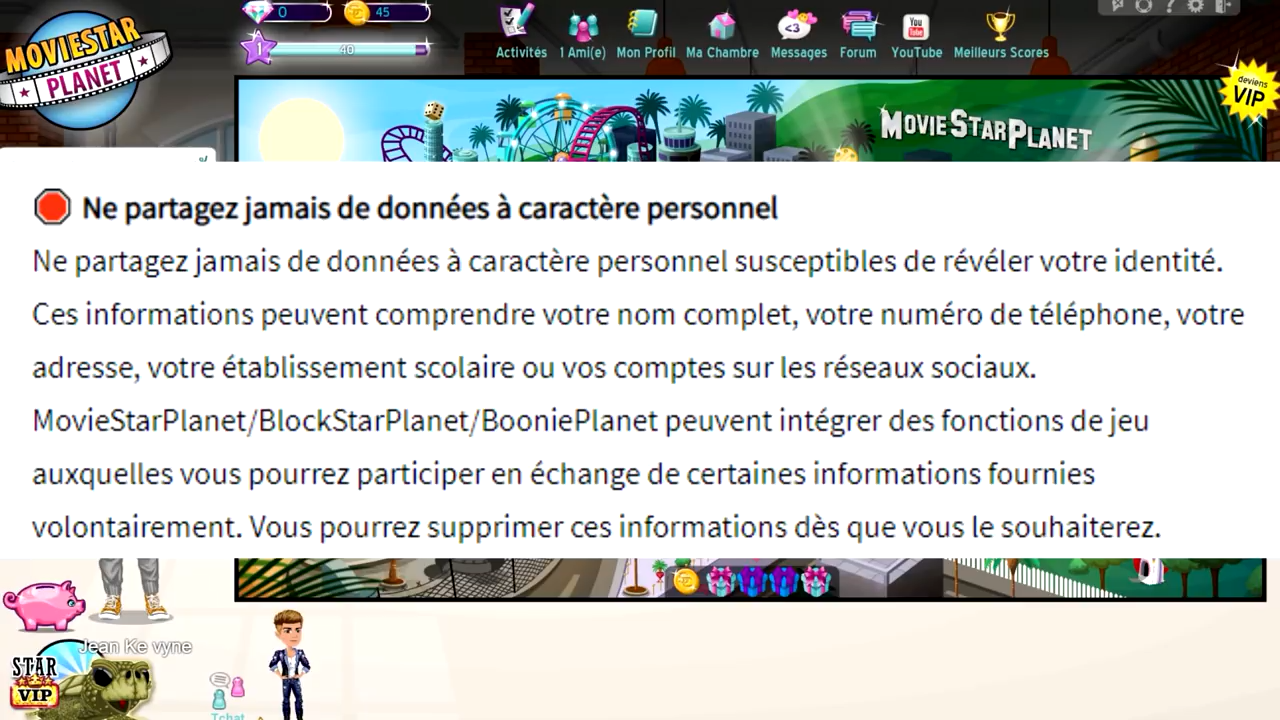 MOVIESTAR
PLANET
0
45
1
40
Activités
1 Ami(e)
Mon Profil
Ma Chambre
<3
Messages
Forum
You
Tube
YouTube
Meilleurs Scores
deviens
VIP
MOVIESTARPLANET
Ne partagez jamais de données à caractère personnel
Ne partagez jamais de données à caractère personnel susceptibles de révéler votre identité.
Ces informations peuvent comprendre votre nom complet, votre numéro de téléphone, votre
adresse, votre établissement scolaire ou vos comptes sur les réseaux sociaux.
MovieStarPlanet/BlockStarPlanet/BooniePlanet peuvent intégrer des fonctions de jeu
auxquelles vous pourrez participer en échange de certaines informations fournies
volontairement. Vous pourrez supprimer ces informations dès que vous le souhaiterez.
Jean Ke vyne
STAR
VIP
Tchat